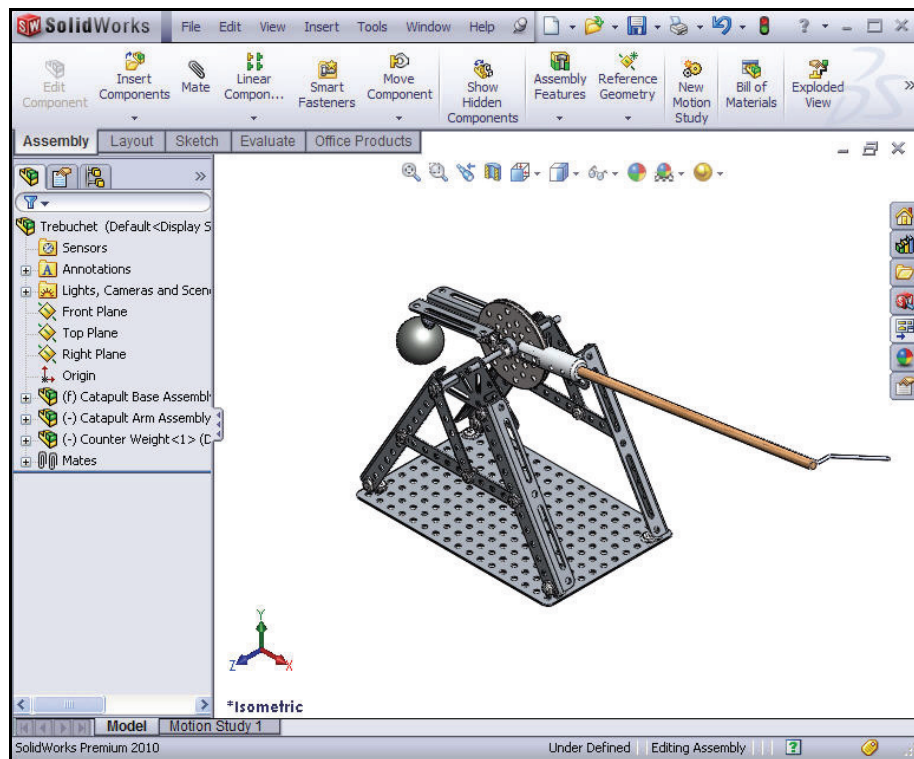 SolidWorks File Edit View Insert Tools Window Help
Edit Component
Insert Components
Mate
Linear Compon...
Smart Fasteners
Move Component
Show Hidden Components
Assembly Features
Reference Geometry
New Motion Study
Bill of Materials
Exploded View
Assembly Layout Sketch Evaluate Office Products
Trebuchet (Default<Display S
Sensors
Annotations
Lights, Cameras and Scen
Front Plane
Top Plane
Right Plane
Origin
(f) Catapult Base Assembl
(-) Catapult Arm Assembly
(-) Counter Weight<1> (D
Mates
Y
Z X
*Isometric
Model Motion Study 1
SolidWorks Premium 2010 Under Defined Editing Assembly